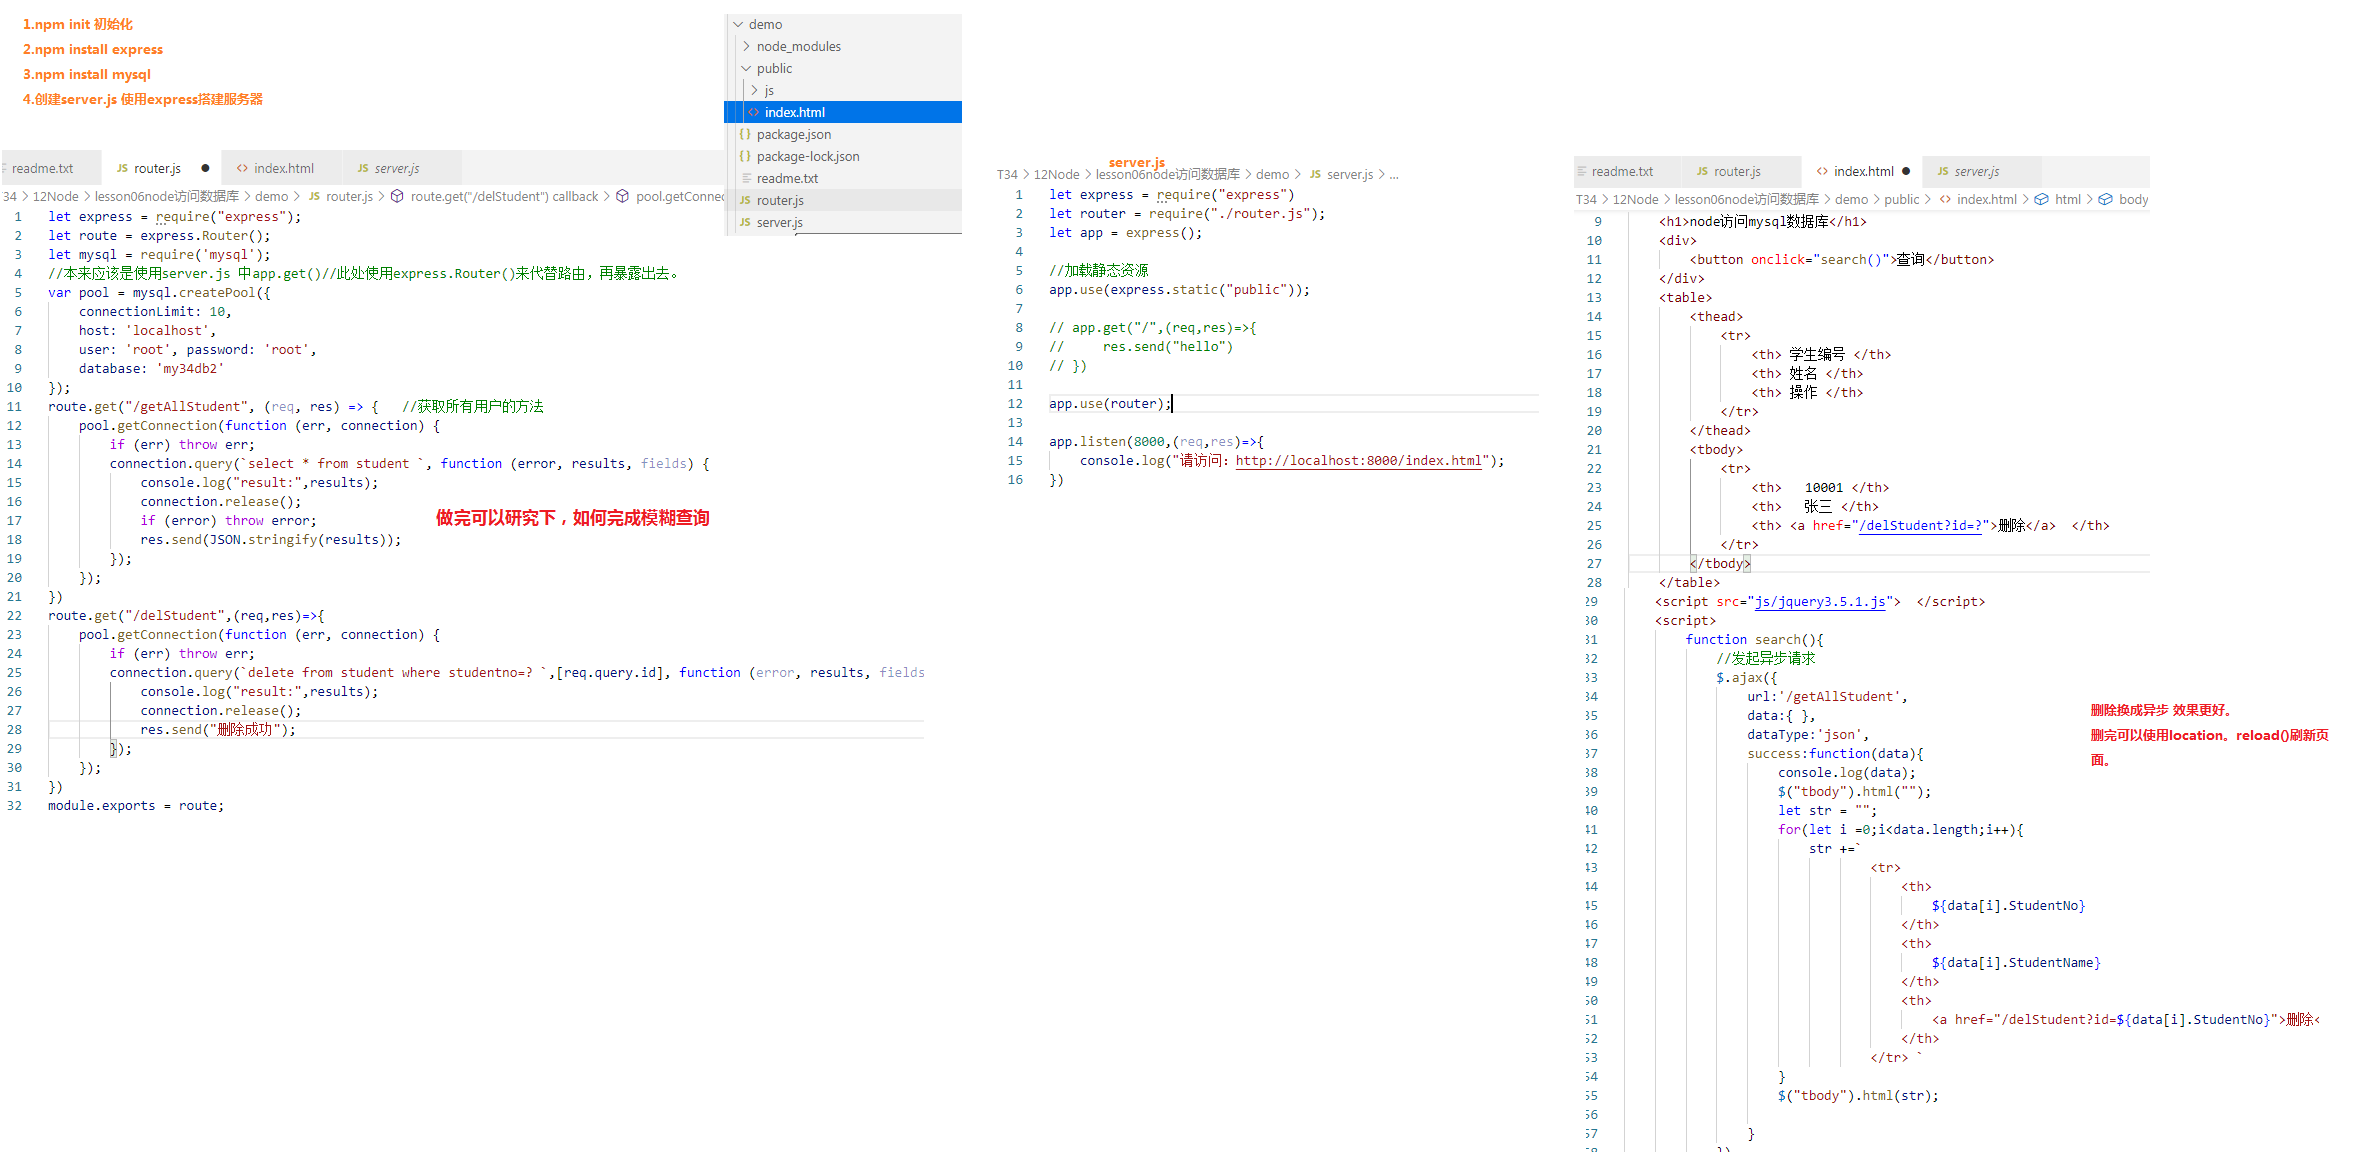 1.npm init 初始化
2.npm install express
3.npm install mysql
4.创建server.js 使用express搭建服务器
demo
node_modules
public
js
index.html
package.json
package-lock.json
readme.txt
router.js
server.js
readme.txt router.js index.html server.js
T34 > 12Node > lesson06node访问数据库 > demo > JS router.js > route.get("/delStudent") callback > pool.getConnec
1 let express = require("express");
2 let route = express.Router();
3 let mysql = require('mysql');
4 //本来应该是使用server.js 中app.get()//此处使用express.Router()来代替路由，再暴露出去。
5 var pool = mysql.createPool({
6 connectionLimit: 10,
7 host: 'localhost',
8 user: 'root', password: 'root',
9 database: 'my34db2'
10 });
11 route.get("/getAllStudent", (req, res) => { //获取所有用户的方法
12 pool.getConnection(function (err, connection) {
13 if (err) throw err;
14 connection.query(`select * from student `, function (error, results, fields) {
15 console.log("result:",results);
16 connection.release();
17 if (error) throw error;
18 res.send(JSON.stringify(results));
19 });
20 });
21 })
22 route.get("/delStudent",(req,res)=>{
23 pool.getConnection(function (err, connection) {
24 if (err) throw err;
25 connection.query(`delete from student where studentno=? `,[req.query.id], function (error, results, fields
26 console.log("result:",results);
27 connection.release();
28 res.send("删除成功");
29 });
30 });
31 })
32 module.exports = route;
做完可以研究下，如何完成模糊查询
server.js
T34 > 12Node > lesson06node访问数据库 > demo > JS server.js > ...
1 let express = require("express")
2 let router = require("./router.js");
3 let app = express();
4
5 //加载静态资源
6 app.use(express.static("public"));
7
8 // app.get("/",(req,res)=>{
9 // res.send("hello")
10 // })
11
12 app.use(router);
13
14 app.listen(8000,(req,res)=>{
15 console.log("请访问：http://localhost:8000/index.html");
16 })
readme.txt router.js index.html server.js
T34 > 12Node > lesson06node访问数据库 > demo > public > index.html > html > body
9 <h1>node访问mysql数据库</h1>
10 <div>
11 <button onclick="search()">查询</button>
12 </div>
13 <table>
14 <thead>
15 <tr>
16 <th> 学生编号 </th>
17 <th> 姓名 </th>
18 <th> 操作 </th>
19 </tr>
20 </thead>
21 <tbody>
22 <tr>
23 <th> 10001 </th>
24 <th> 张三 </th>
25 <th> <a href="/delStudent?id=?">删除</a> </th>
26 </tr>
27 </tbody>
28 </table>
29 <script src="js/jquery3.5.1.js"> </script>
30 <script>
31 function search(){
32 //发起异步请求
33 $.ajax({
34 url:'/getAllStudent',
35 data:{ },
36 dataType:'json',
37 success:function(data){
38 console.log(data);
39 $("tbody").html("");
40 let str = "";
41 for(let i =0;i<data.length;i++){
42 str +=`
43 <tr>
44 <th>
45 ${data[i].StudentNo}
46 </th>
47 <th>
48 ${data[i].StudentName}
49 </th>
50 <th>
51 <a href="/delStudent?id=${data[i].StudentNo}">删除<
52 </th>
53 </tr> `
54 }
55 $("tbody").html(str);
56
57 }
58 })
删除换成异步 效果更好。
删完可以使用location。reload()刷新页
面。